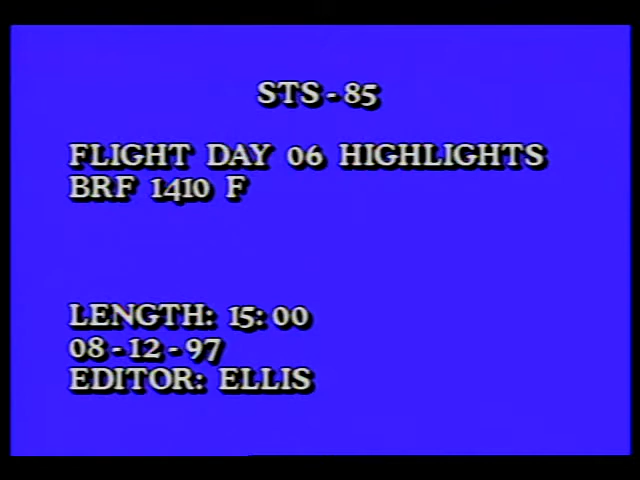 STS-85
FLIGHT DAY 06 HIGHLIGHTS
BRF 1410 F
LENGTH: 15:00
08-12-97
EDITOR: ELLIS